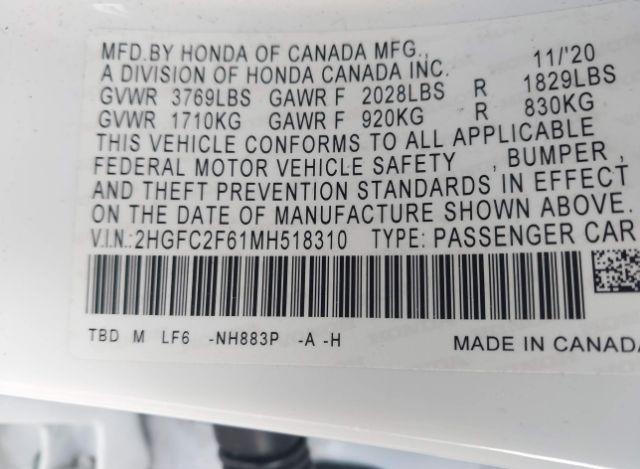 MFD.BY HONDA OF CANADA MFG., 11/'20
A DIVISION OF HONDA CANADA INC.
GVWR 3769LBS GAWR F 2028LBS R 1829LBS
GVWR 1710KG GAWR F 920KG R 830KG
THIS VEHICLE CONFORMS TO ALL APPLICABLE
FEDERAL MOTOR VEHICLE SAFETY , BUMPER ,
AND THEFT PREVENTION STANDARDS IN EFFECT
ON THE DATE OF MANUFACTURE SHOWN ABOVE.
V.I.N.:2HGFC2F61MH518310 TYPE: PASSENGER CAR
TBD M LF6 -NH883P -A -H
MADE IN CANADA